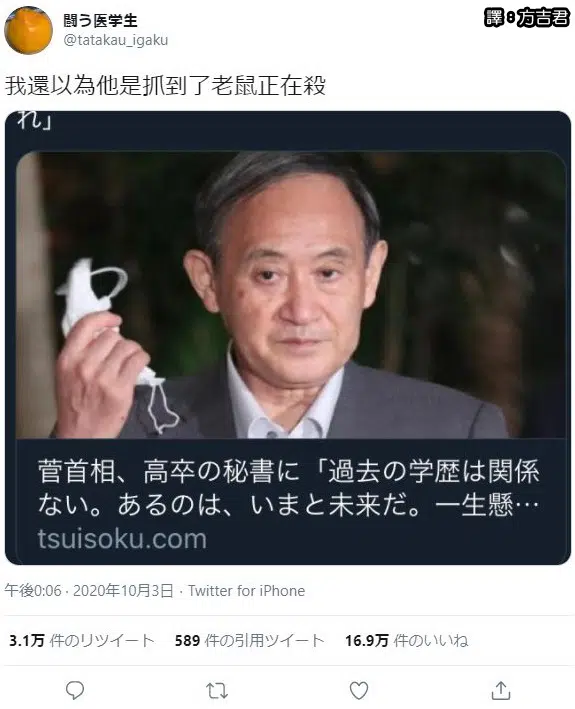 闘う医学生
譯：方吉君
@tatakau_igaku
我還以為他是抓到了老鼠正在殺
れ」
菅首相、高卒の秘書に「過去の学歴は関係
ない。あるのは、いまと未来だ。一生懸…
tsuisoku.com
午後0:06 · 2020年10月3日 · Twitter for iPhone
3.1万 件のリツイート 589 件の引用ツイート 16.9万 件のいいね